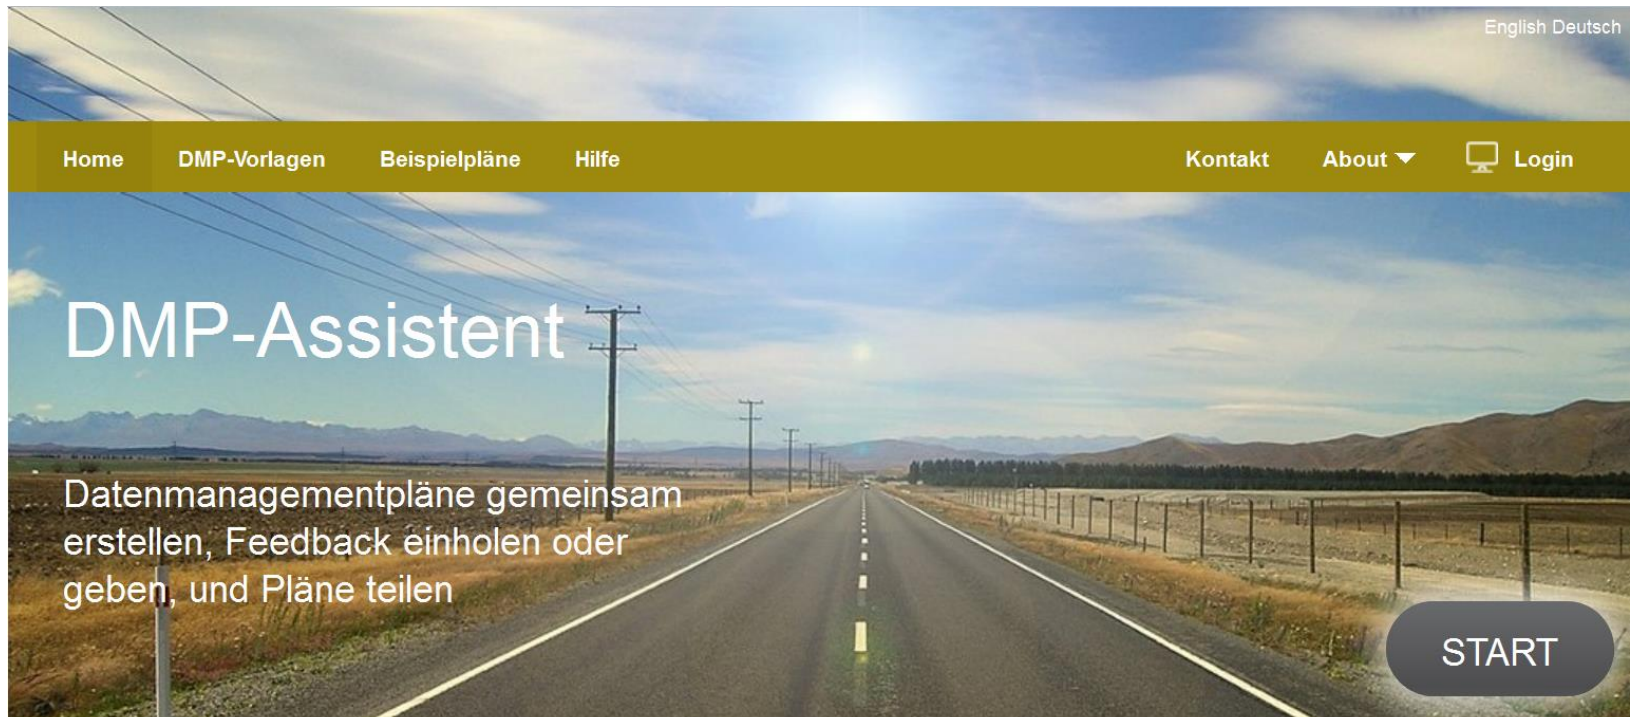 English Deutsch
Home DMP-Vorlagen Beispielpläne Hilfe Kontakt About Login
DMP-Assistent
Datenmanagementpläne gemeinsam
erstellen, Feedback einholen oder
geben, und Pläne teilen
START